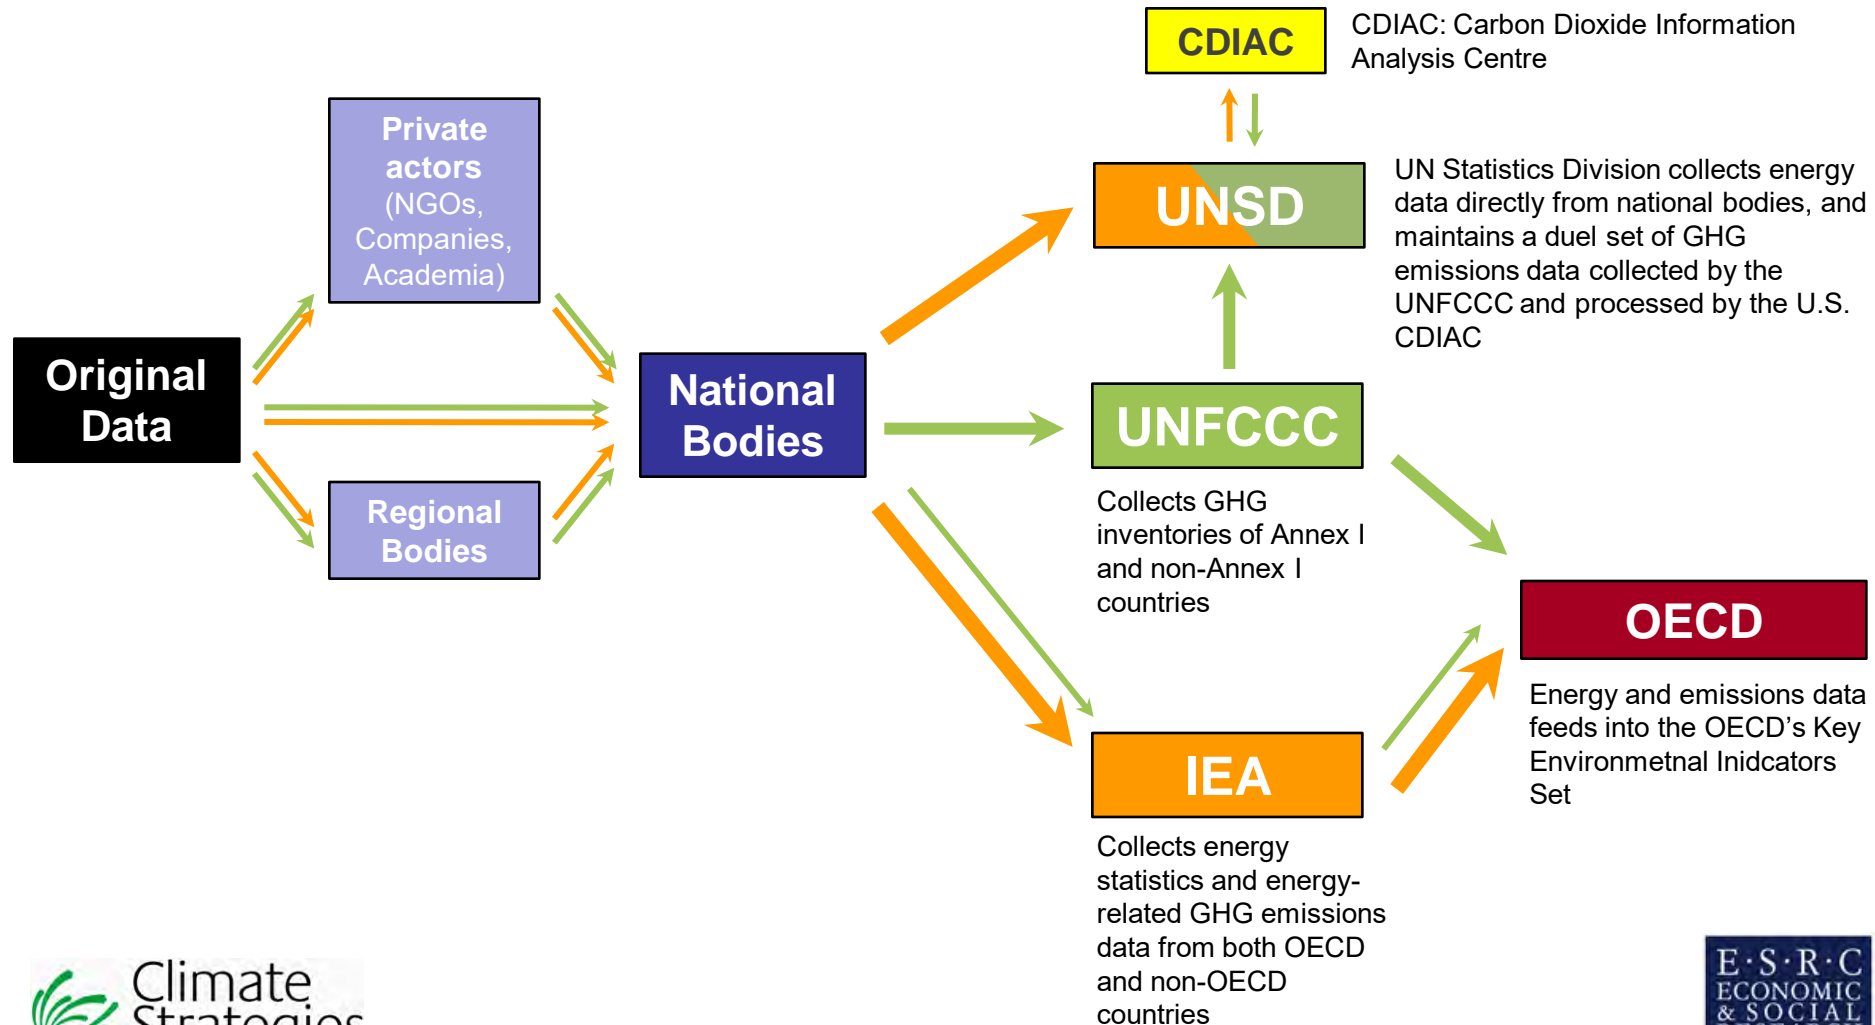 CDIAC
CDIAC: Carbon Dioxide Information
Analysis Centre
Private
actors
(NGOs,
Companies,
Academia)
UNSD
UN Statistics Division collects energy
data directly from national bodies, and
maintains a duel set of GHG
emissions data collected by the
UNFCCC and processed by the U.S.
CDIAC
Original
Data
National
Bodies
UNFCCC
Collects GHG
inventories of Annex I
and non-Annex I
countries
Regional
Bodies
OECD
Energy and emissions data
feeds into the OECD's Key
Environmetnal Inidcators
Set
IEA
Collects energy
statistics and energy-
related GHG emissions
data from both OECD
and non-OECD
countries
Climate
Strategies
E·S·R·C
ECONOMIC
& SOCIAL
RESEARCH